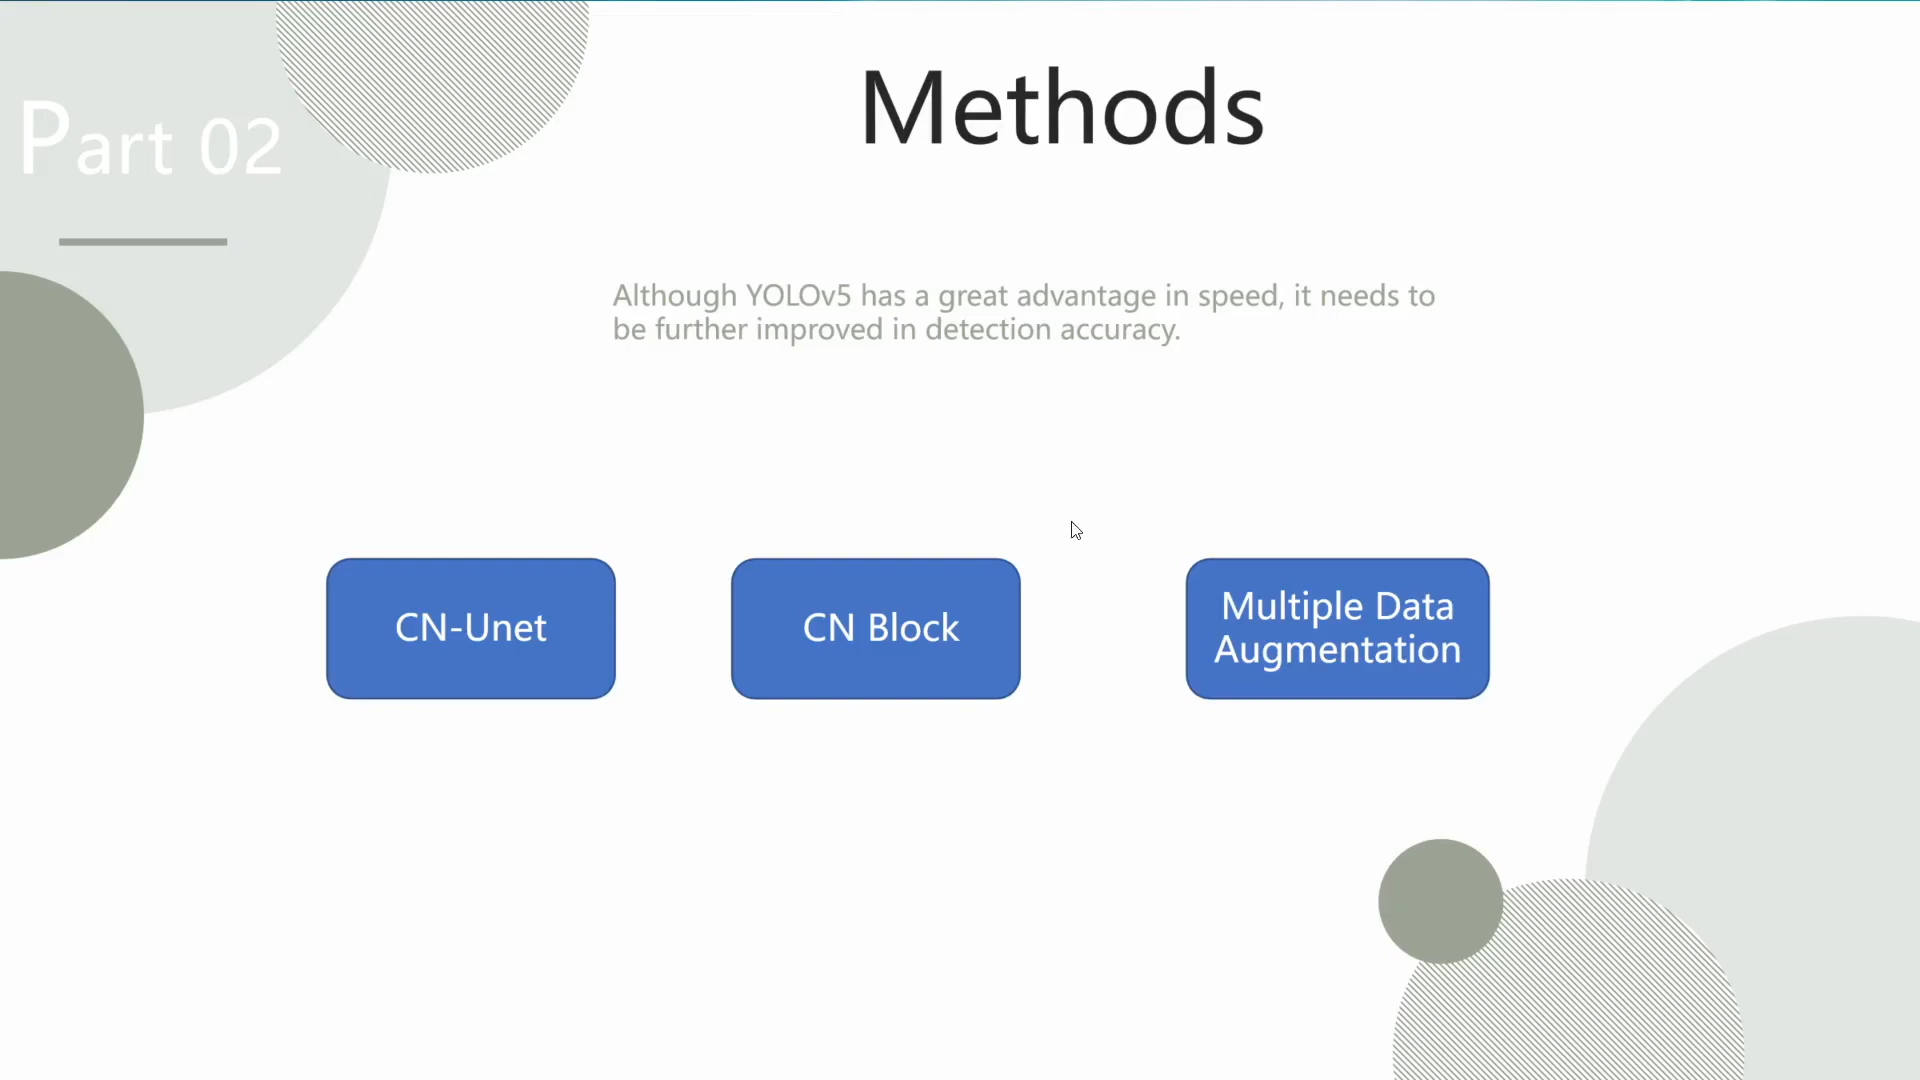 Part 02
Methods
Although YOLOv5 has a great advantage in speed, it needs to
be further improved in detection accuracy.
CN-Unet
CN Block
Multiple Data
Augmentation